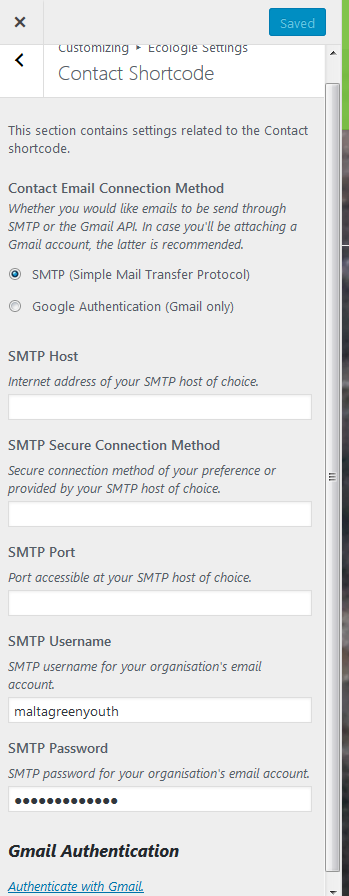 Saved
Customizing ▸ Ecologie Settings
Contact Shortcode
This section contains settings related to the Contact
shortcode.
Contact Email Connection Method
Whether you would like emails to be send through
SMTP or the Gmail API. In case you'll be attaching a
Gmail account, the latter is recommended.
SMTP (Simple Mail Transfer Protocol)
Google Authentication (Gmail only)
SMTP Host
Internet address of your SMTP host of choice.
SMTP Secure Connection Method
Secure connection method of your preference or
provided by your SMTP host of choice.
SMTP Port
Port accessible at your SMTP host of choice.
SMTP Username
SMTP username for your organisation's email
account.
maltagreenyouth
SMTP Password
SMTP password for your organisation's email account.
●●●●●●●●●●●●●
Gmail Authentication
Authenticate with Gmail.